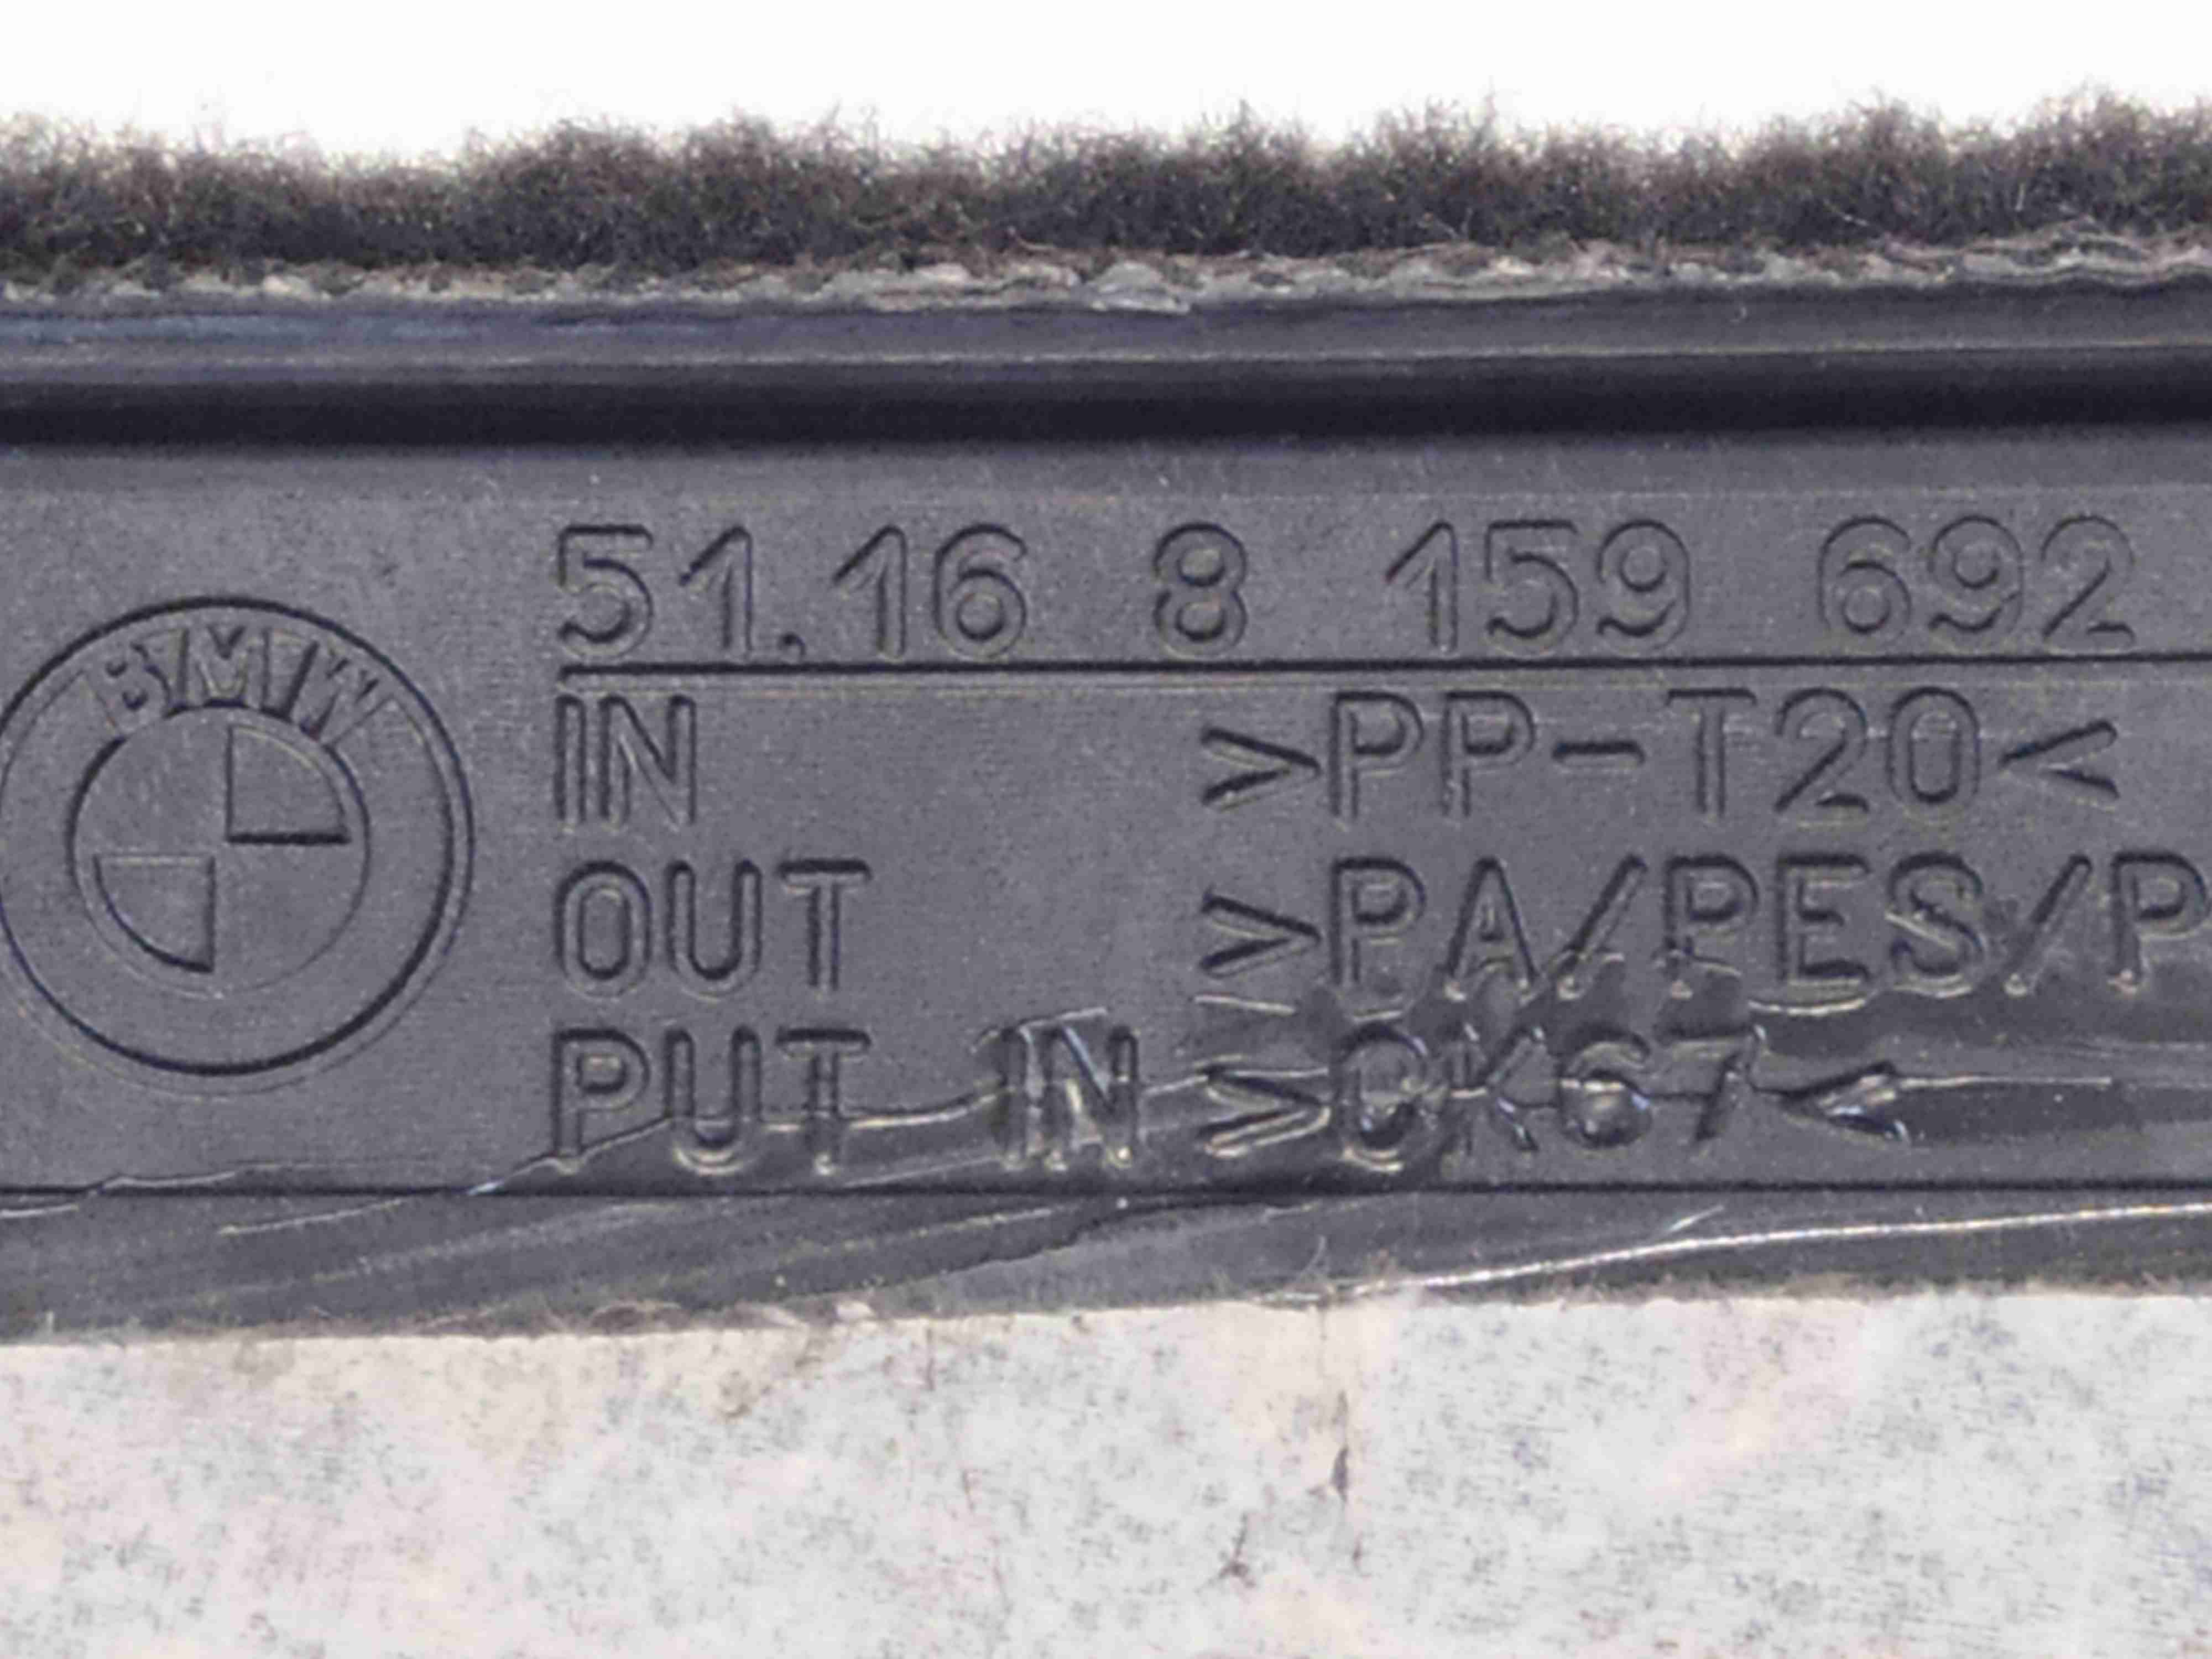 BMW
51.16 8 159 692
IN >PP-T20<
OUT >PA/PES/P
PUT IN >CK67<